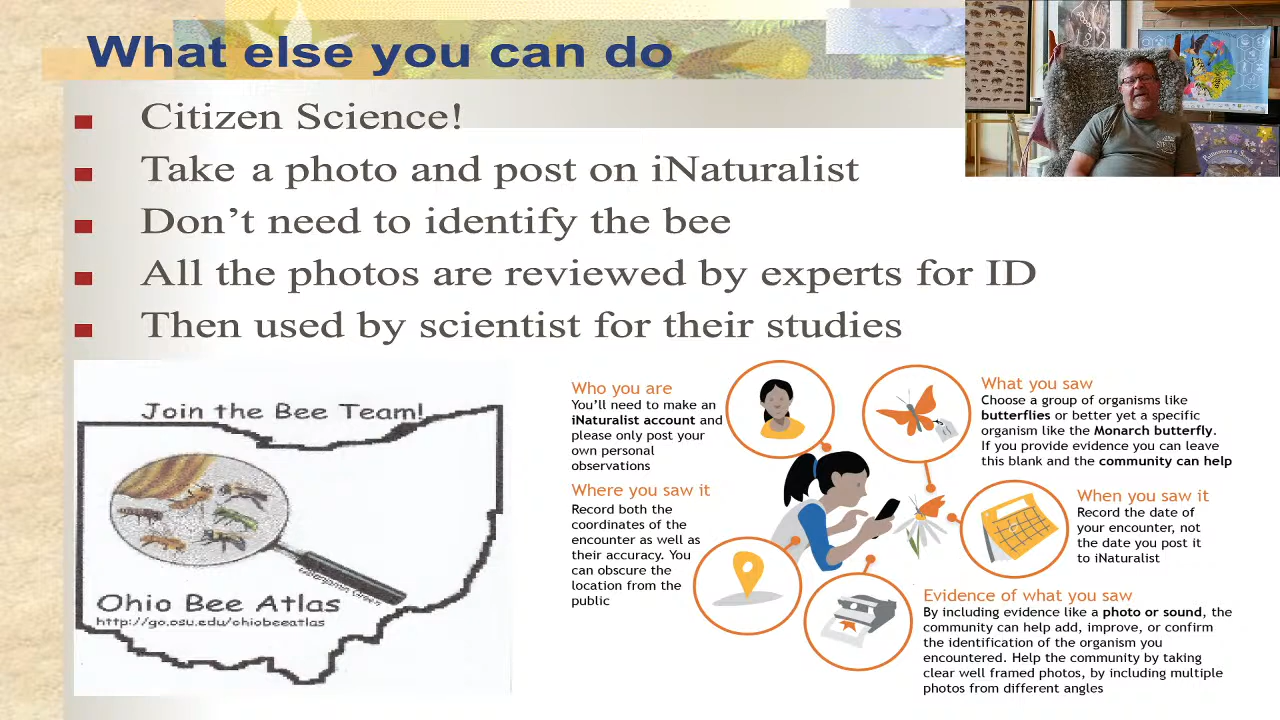 What else you can do
Citizen Science!
Take a photo and post on iNaturalist
Don't need to identify the bee
All the photos are reviewed by experts for ID
Then used by scientist for their studies
Join the Bee Team!
Ohio Bee Atlas
http://go.osu.edu/ohiobeeatlas
Who you are
You'll need to make an
iNaturalist account and
please only post your
own personal
observations
Where you saw it
Record both the
coordinates of the
encounter as well as
their accuracy. You
can obscure the
location from the
public
What you saw
Choose a group of organisms like
butterflies or better yet a specific
organism like the Monarch butterfly.
If you provide evidence you can leave
this blank and the community can help
When you saw it
Record the date of
your encounter, not
the date you post it
to iNaturalist
Evidence of what you saw
By including evidence like a photo or sound, the
community can help add, improve, or confirm
the identification of the organism you
encountered. Help the community by taking
clear well framed photos, by including multiple
photos from different angles